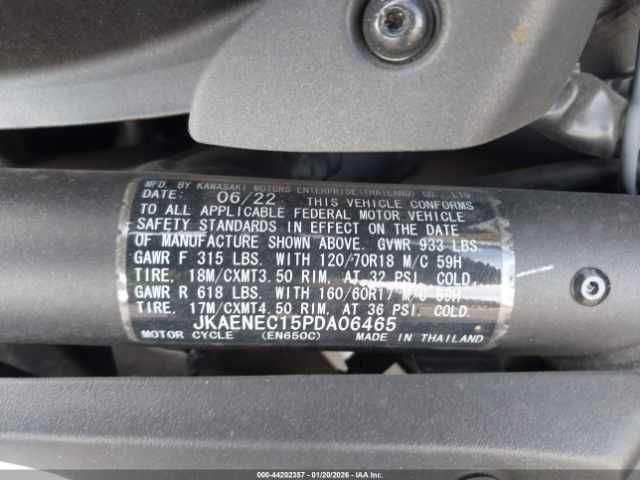 MFD. BY KAWASAKI MOTORS ENTERPRISE (THAILAND) CO., LTD
DATE: 06/22 THIS VEHICLE CONFORMS
TO ALL APPLICABLE FEDERAL MOTOR VEHICLE
SAFETY STANDARDS IN EFFECT ON THE DATE
OF MANUFACTURE SHOWN ABOVE. GVWR 933 LBS.
GAWR F 315 LBS. WITH 120/70R18 M/C 59H
TIRE, 18M/CXMT3.50 RIM, AT 32 PSI. COLD.
GAWR R 618 LBS. WITH 160/60R17 M/C 69H
TIRE, 17M/CXMT4.50 RIM, AT 36 PSI. COLD.
JKAENEC15PDA06465
MOTOR CYCLE (EN650C) MADE IN THAILAND
000-44202357 - 01/20/2026 - IAA Inc.